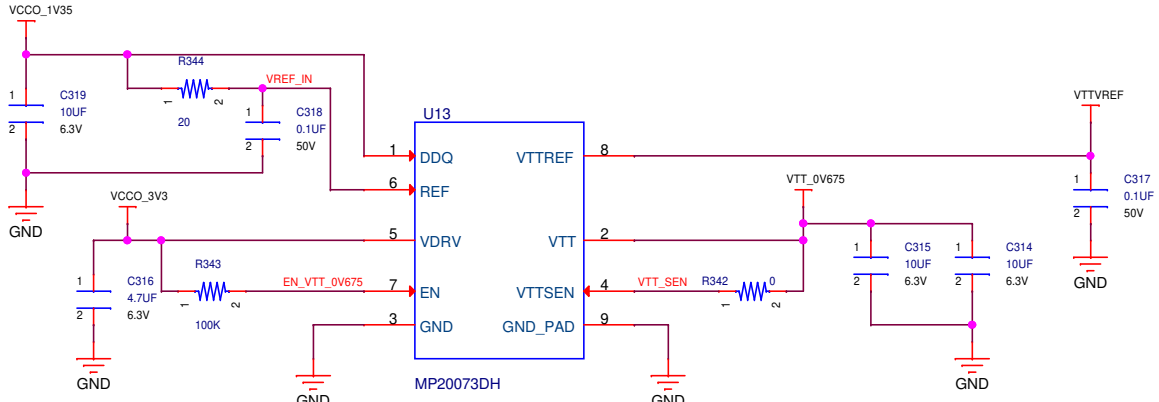 VCCO_1V35
R344
VREF_IN
1
2
20
1
2
C319
10UF
6.3V
1
2
C318
0.1UF
50V
GND
U13
1
DDQ
VTTREF
8
6
REF
5
VDRV
VTT
2
7
EN
VTTSEN
4
3
GND
GND_PAD
9
MP20073DH
VCCO_3V3
1
2
C316
4.7UF
6.3V
R343
1
2
100K
EN_VTT_0V675
GND
GND
VTT_0V675
VTT_SEN
R342
0
1
2
GND
1
2
C315
10UF
6.3V
1
2
C314
10UF
6.3V
GND
VTTVREF
1
2
C317
0.1UF
50V
GND